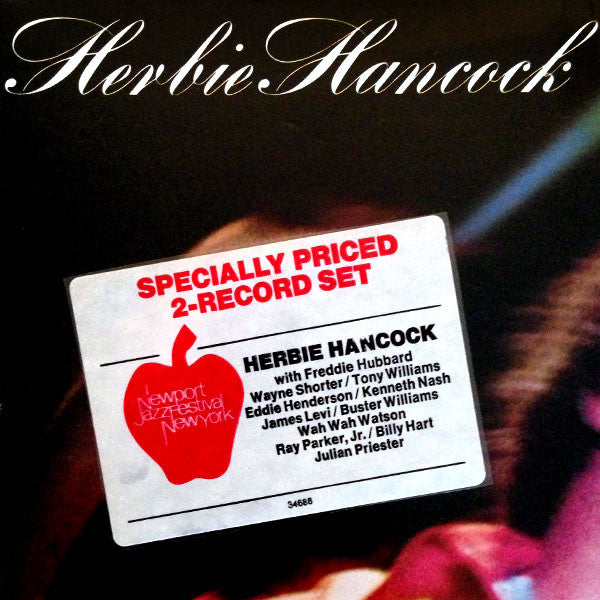 Herbie Hancock
SPECIALLY PRICED
2-RECORD SET
Newport
JazzFestival
NewYork
HERBIE HANCOCK
with Freddie Hubbard
Wayne Shorter / Tony Williams
Eddie Henderson / Kenneth Nash
James Levi / Buster Williams
Wah Wah Watson
Ray Parker, Jr. / Billy Hart
Julian Priester
34688